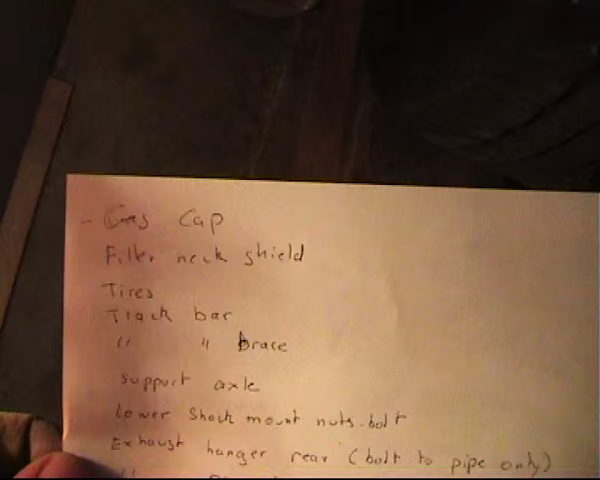 - Gas Cap
Filler neck shield
Tires
Track bar
" " brace
support axle
Lower Shock mount nuts. bolt
Exhaust hanger rear (bolt to pipe only)
"